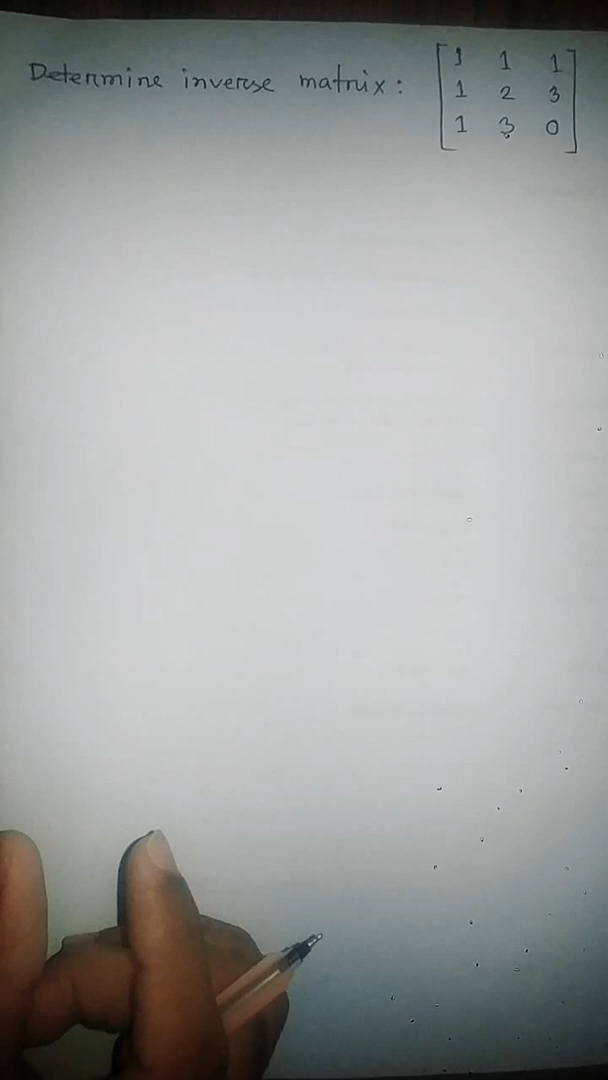 Determine inverse matrix: [1 1 1
1 2 3
1 3 0]